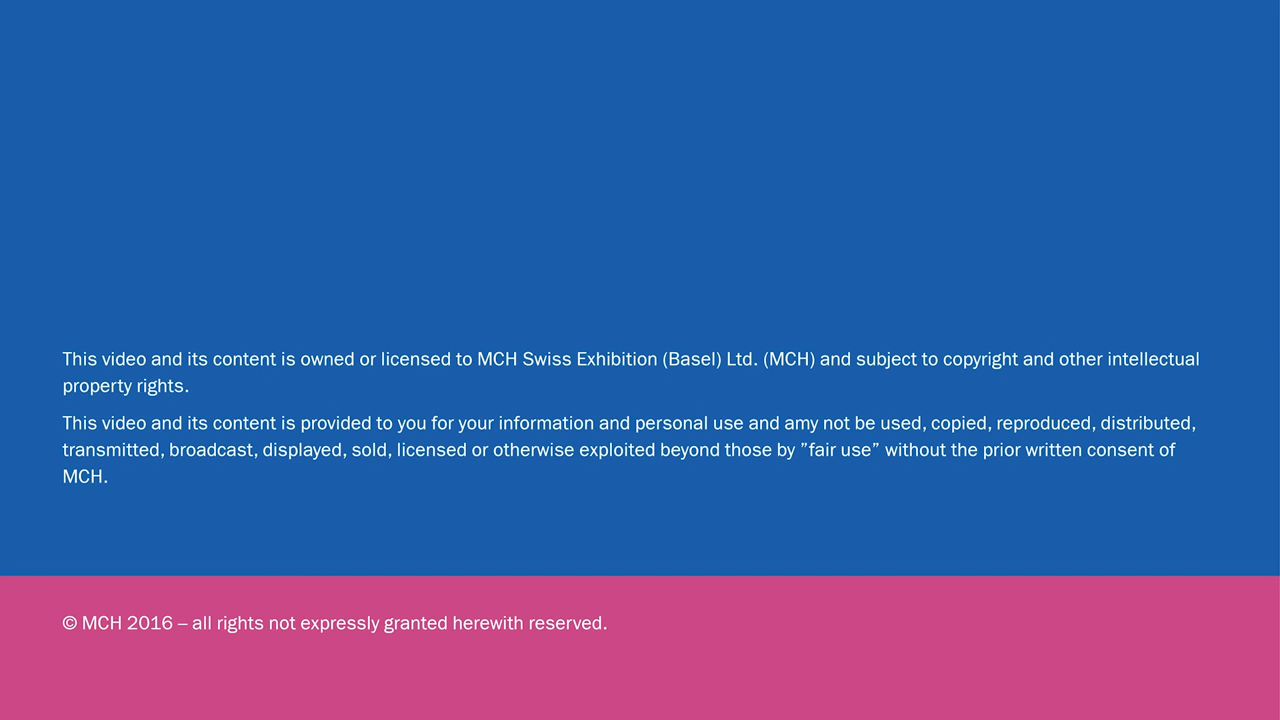 This video and its content is owned or licensed to MCH Swiss Exhibition (Basel) Ltd. (MCH) and subject to copyright and other intellectual
property rights.
This video and its content is provided to you for your information and personal use and amy not be used, copied, reproduced, distributed,
transmitted, broadcast, displayed, sold, licensed or otherwise exploited beyond those by ”fair use” without the prior written consent of
MCH.
© MCH 2016 – all rights not expressly granted herewith reserved.